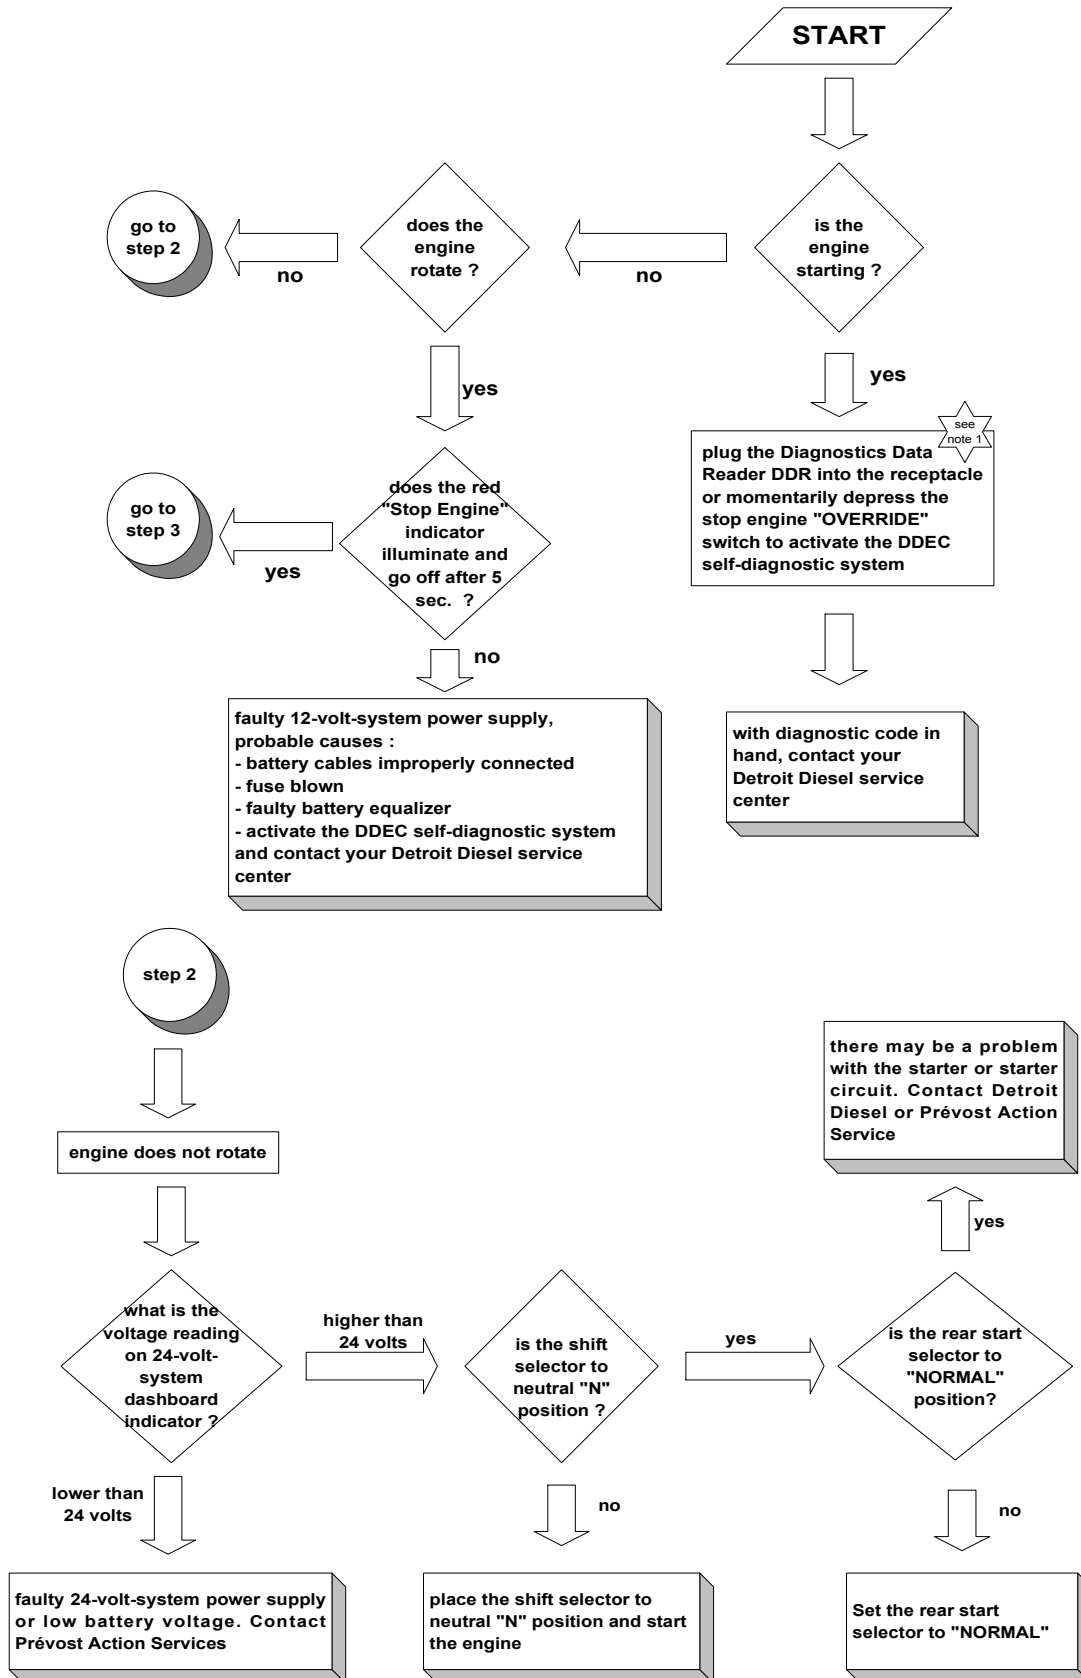 START
is the
engine
starting ?
no
does the
engine
rotate ?
no
go to
step 2
yes
see
note 1
plug the Diagnostics Data
Reader DDR into the receptacle
or momentarily depress the
stop engine "OVERRIDE"
switch to activate the DDEC
self-diagnostic system
with diagnostic code in
hand, contact your
Detroit Diesel service
center
yes
does the red
"Stop Engine"
indicator
illuminate and
go off after 5
sec. ?
yes
go to
step 3
no
faulty 12-volt-system power supply,
probable causes :
- battery cables improperly connected
- fuse blown
- faulty battery equalizer
- activate the DDEC self-diagnostic system
and contact your Detroit Diesel service
center
step 2
engine does not rotate
what is the
voltage reading
on 24-volt-
system
dashboard
indicator ?
higher than
24 volts
is the shift
selector to
neutral "N"
position ?
yes
is the rear start
selector to
"NORMAL"
position?
yes
there may be a problem
with the starter or starter
circuit. Contact Detroit
Diesel or Prévost Action
Service
lower than
24 volts
no
no
faulty 24-volt-system power supply
or low battery voltage. Contact
Prévost Action Services
place the shift selector to
neutral "N" position and start
the engine
Set the rear start
selector to "NORMAL"